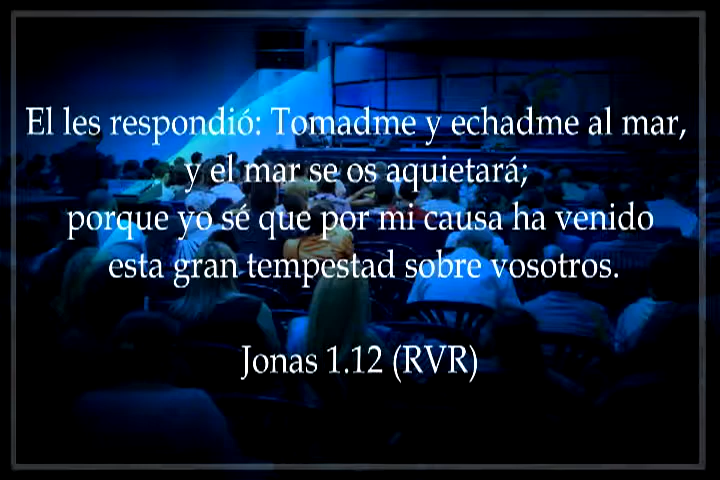 El les respondió: Tomadme y echadme al mar,
y el mar se os aquietará;
porque yo sé que por mi causa ha venido
esta gran tempestad sobre vosotros.
Jonas 1.12 (RVR)